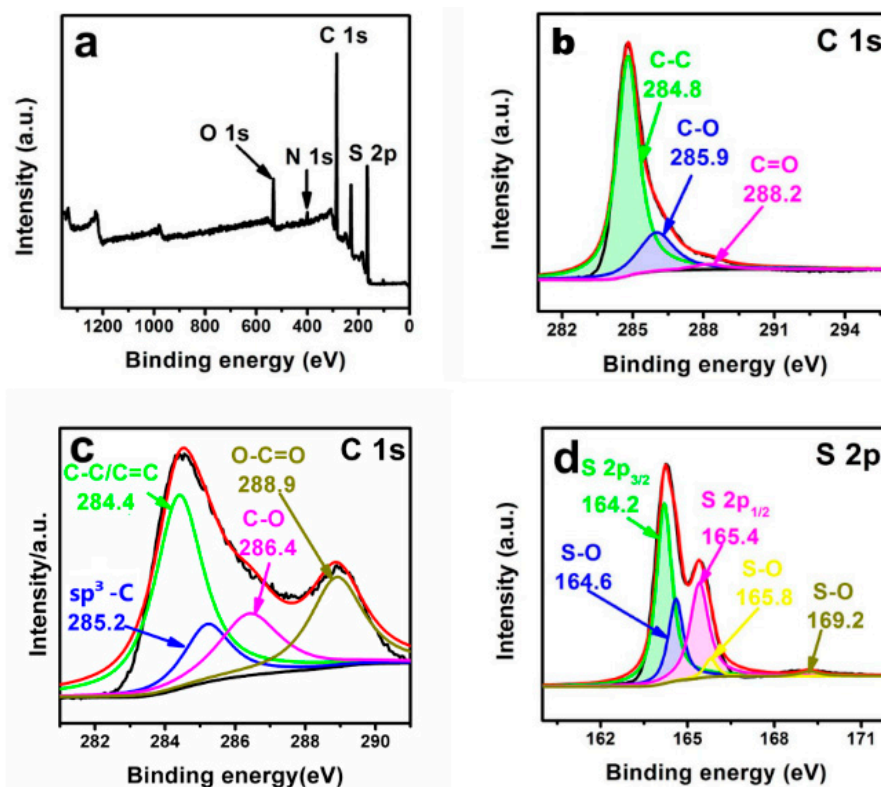 a
C 1s
O 1s
N 1s
S 2p
Intensity (a.u.)
1200 1000 800 600 400 200 0
Binding energy (eV)
b
C 1s
C-C
284.8
C-O
285.9
C=O
288.2
Intensity (a.u.)
282 285 288 291 294
Binding energy (eV)
c
C 1s
C-C/C=C
284.4
O-C=O
288.9
C-O
286.4
sp³ -C
285.2
Intensity/a.u.
282 284 286 288 290
Binding energy(eV)
d
S 2p
S 2p3/2
164.2
S 2p1/2
165.4
S-O
164.6
S-O
165.8
S-O
169.2
Intensity (a.u.)
162 165 168 171
Binding energy (eV)